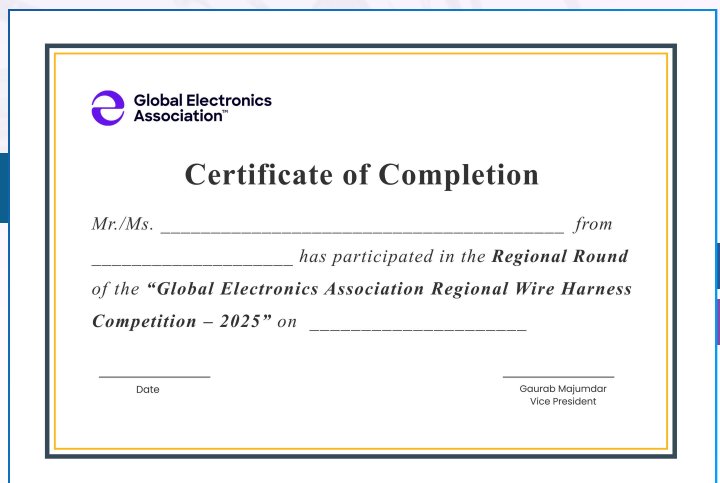 Global Electronics
Association™
Certificate of Completion
Mr./Ms. ________________________________________ from
____________________ has participated in the Regional Round
of the “Global Electronics Association Regional Wire Harness
Competition – 2025” on ______________________
Date
Gaurab Majumdar
Vice President